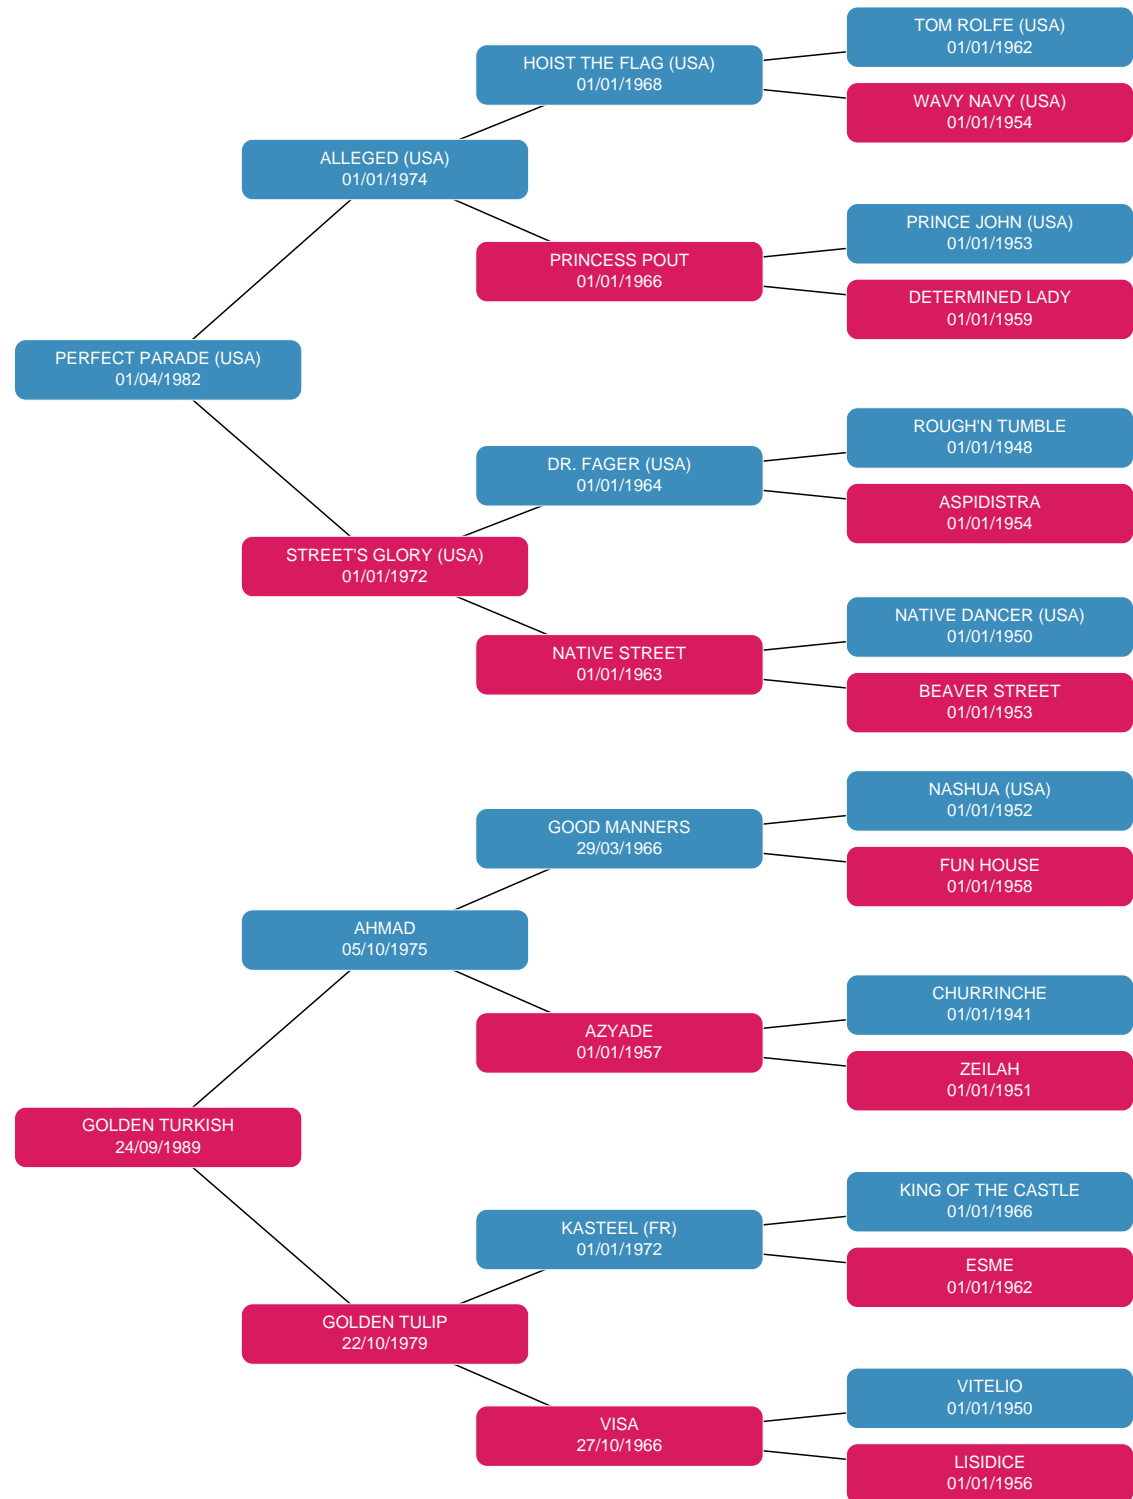 TOM ROLFE (USA)
01/01/1962
HOIST THE FLAG (USA)
01/01/1968
WAVY NAVY (USA)
01/01/1954
ALLEGED (USA)
01/01/1974
PRINCE JOHN (USA)
01/01/1953
PRINCESS POUT
01/01/1966
DETERMINED LADY
01/01/1959
PERFECT PARADE (USA)
01/04/1982
ROUGH'N TUMBLE
01/01/1948
DR. FAGER (USA)
01/01/1964
ASPIDISTRA
01/01/1954
STREET'S GLORY (USA)
01/01/1972
NATIVE DANCER (USA)
01/01/1950
NATIVE STREET
01/01/1963
BEAVER STREET
01/01/1953
NASHUA (USA)
01/01/1952
GOOD MANNERS
29/03/1966
FUN HOUSE
01/01/1958
AHMAD
05/10/1975
CHURRINCHE
01/01/1941
AZYADE
01/01/1957
ZEILAH
01/01/1951
GOLDEN TURKISH
24/09/1989
KING OF THE CASTLE
01/01/1966
KASTEEL (FR)
01/01/1972
ESME
01/01/1962
GOLDEN TULIP
22/10/1979
VITELIO
01/01/1950
VISA
27/10/1966
LISIDICE
01/01/1956